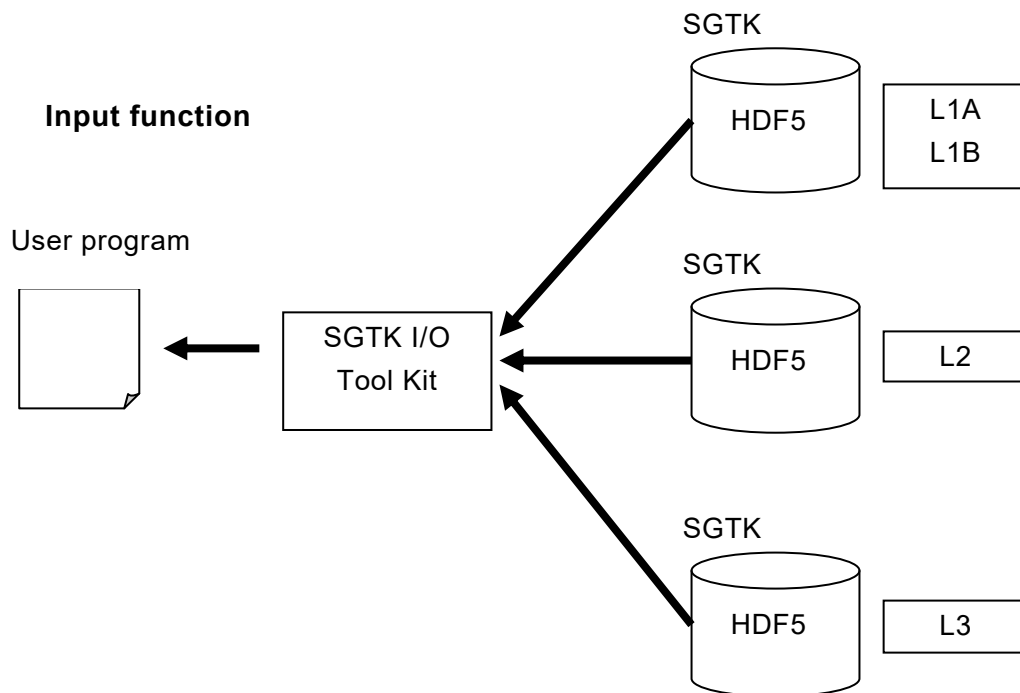 SGTK
HDF5
L1A
L1B
Input function
User program
SGTK I/O
Tool Kit
SGTK
HDF5
L2
SGTK
HDF5
L3